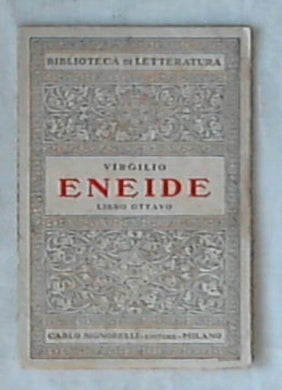 BIBLIOTECA DI LETTERATURA
VIRGILIO
ENEIDE
LIBRO OTTAVO
CARLO SIGNORELLI - EDITORE - MILANO